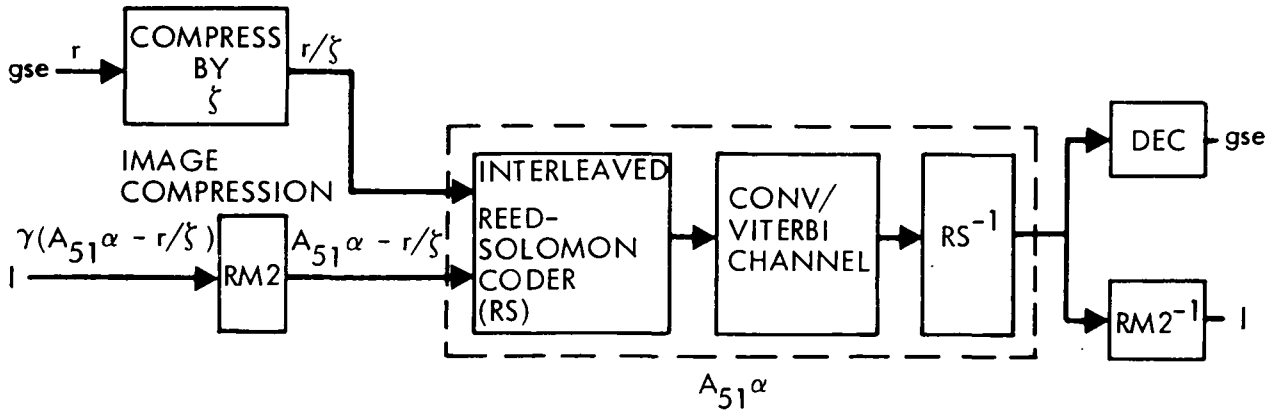 gse
r
COMPRESS
BY
ζ
r/ζ
IMAGE
COMPRESSION
γ(A51α - r/ζ)
I
RM2
A51α - r/ζ
INTERLEAVED
REED-
SOLOMON
CODER
(RS)
CONV/
VITERBI
CHANNEL
RS⁻¹
DEC
gse
RM2⁻¹
I
A51α